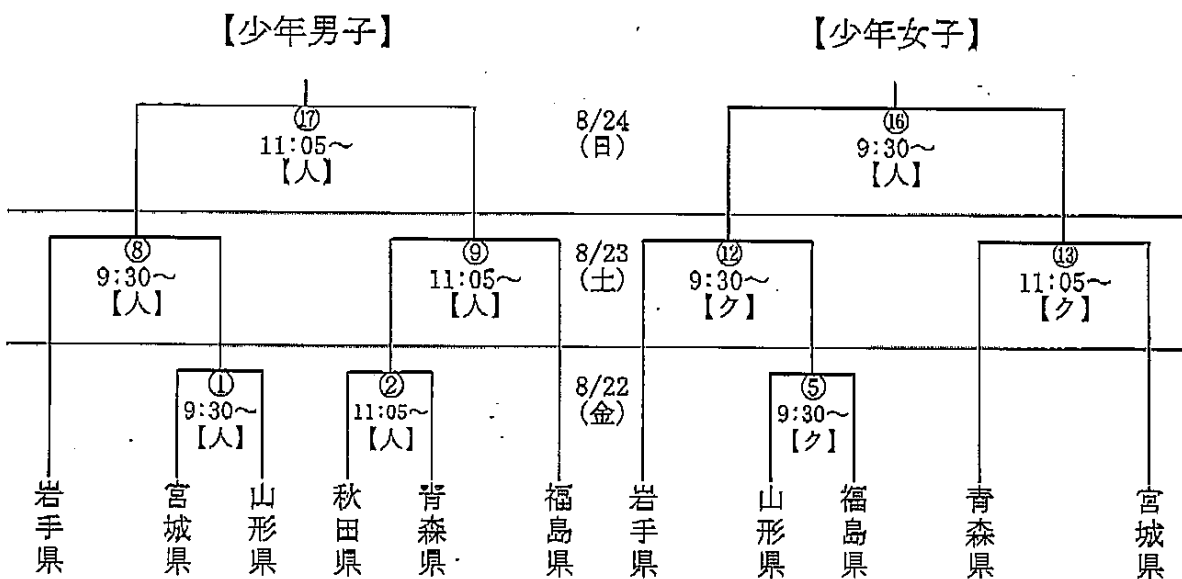 【少年男子】
⑰
11:05～
【人】
⑧
9:30～
【人】
⑨
11:05～
【人】
①
9:30～
【人】
②
11:05～
【人】
岩手県
宮城県
山形県
秋田県
青森県
福島県
8/24
(日)
8/23
(土)
8/22
(金)
【少年女子】
⑯
9:30～
【人】
⑫
9:30～
【ク】
⑬
11:05～
【ク】
⑤
9:30～
【ク】
岩手県
山形県
福島県
青森県
宮城県